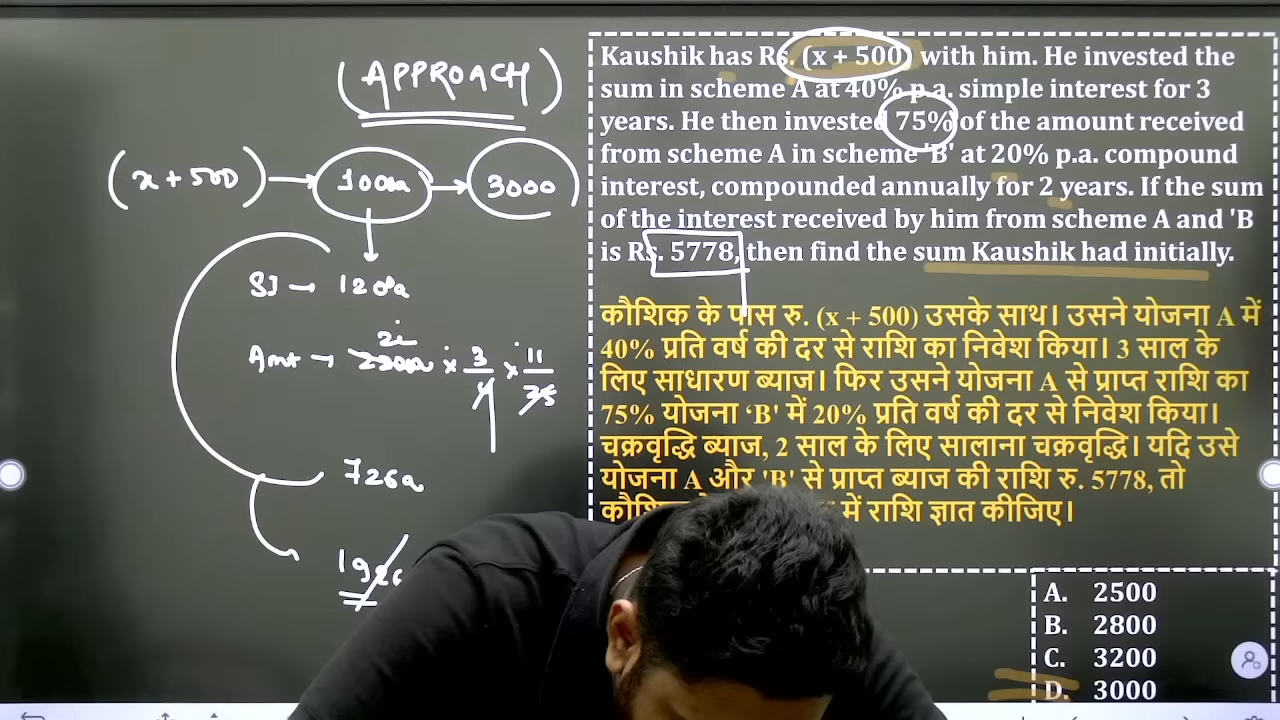 ( APPROACH )
(x + 500) → 1000a → 3000
SI → 1200a
2i
Amt → 2200a × 3/4 × 11/25
726a
Kaushik has Rs. (x + 500) with him. He invested the
sum in scheme A at 40% p.a. simple interest for 3
years. He then invested 75% of the amount received
from scheme A in scheme 'B' at 20% p.a. compound
interest, compounded annually for 2 years. If the sum
of the interest received by him from scheme A and 'B
is Rs. 5778, then find the sum Kaushik had initially.
कौशिक के पास रु. (x + 500) उसके साथ। उसने योजना A में
40% प्रति वर्ष की दर से राशि का निवेश किया। 3 साल के
लिए साधारण ब्याज। फिर उसने योजना A से प्राप्त राशि का
75% योजना ‘B' में 20% प्रति वर्ष की दर से निवेश किया।
चक्रवृद्धि ब्याज, 2 साल के लिए सालाना चक्रवृद्धि। यदि उसे
योजना A और 'B' से प्राप्त ब्याज की राशि रु. 5778, तो
में राशि ज्ञात कीजिए।
A. 2500
B. 2800
C. 3200
D. 3000